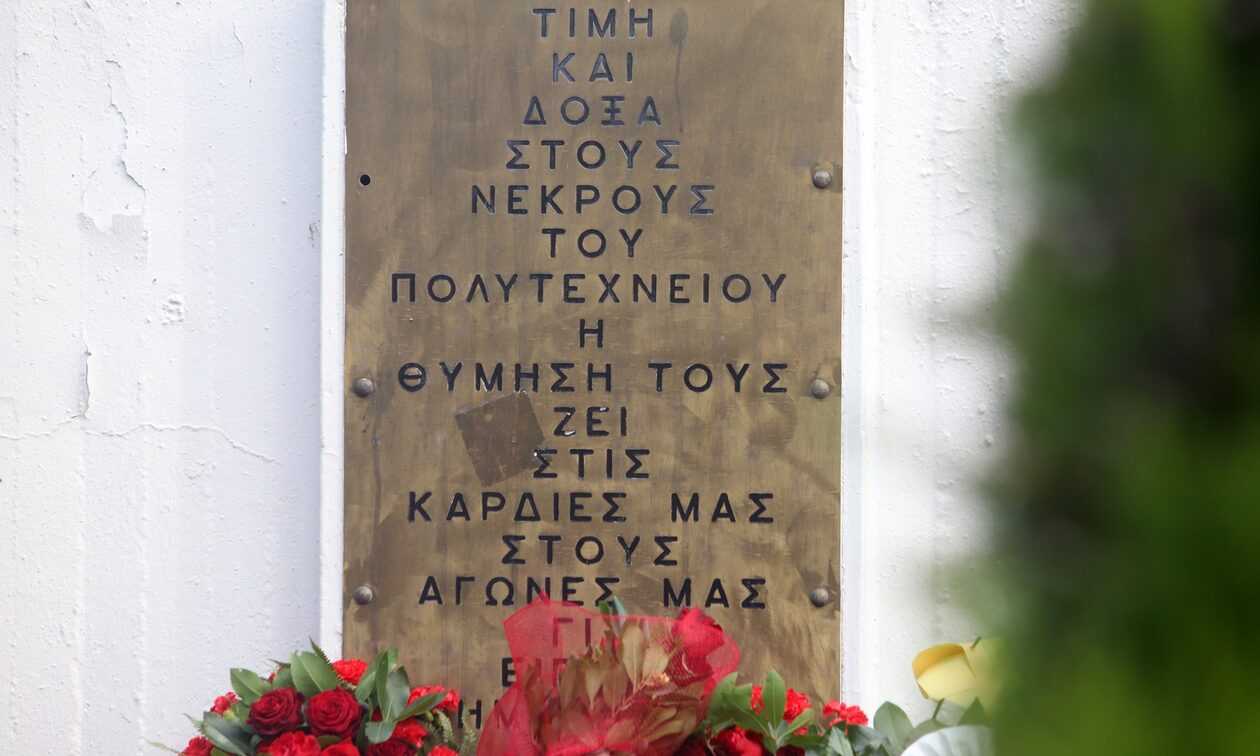 ΤΙΜΗ
ΚΑΙ
ΔΟΞΑ
ΣΤΟΥΣ
ΝΕΚΡΟΥΣ
ΤΟΥ
ΠΟΛΥΤΕΧΝΕΙΟΥ
Η
ΘΥΜΗΣΗ ΤΟΥΣ
ΖΕΙ
ΣΤΙΣ
ΚΑΡΔΙΕΣ ΜΑΣ
ΣΤΟΥΣ
ΑΓΩΝΕΣ ΜΑΣ